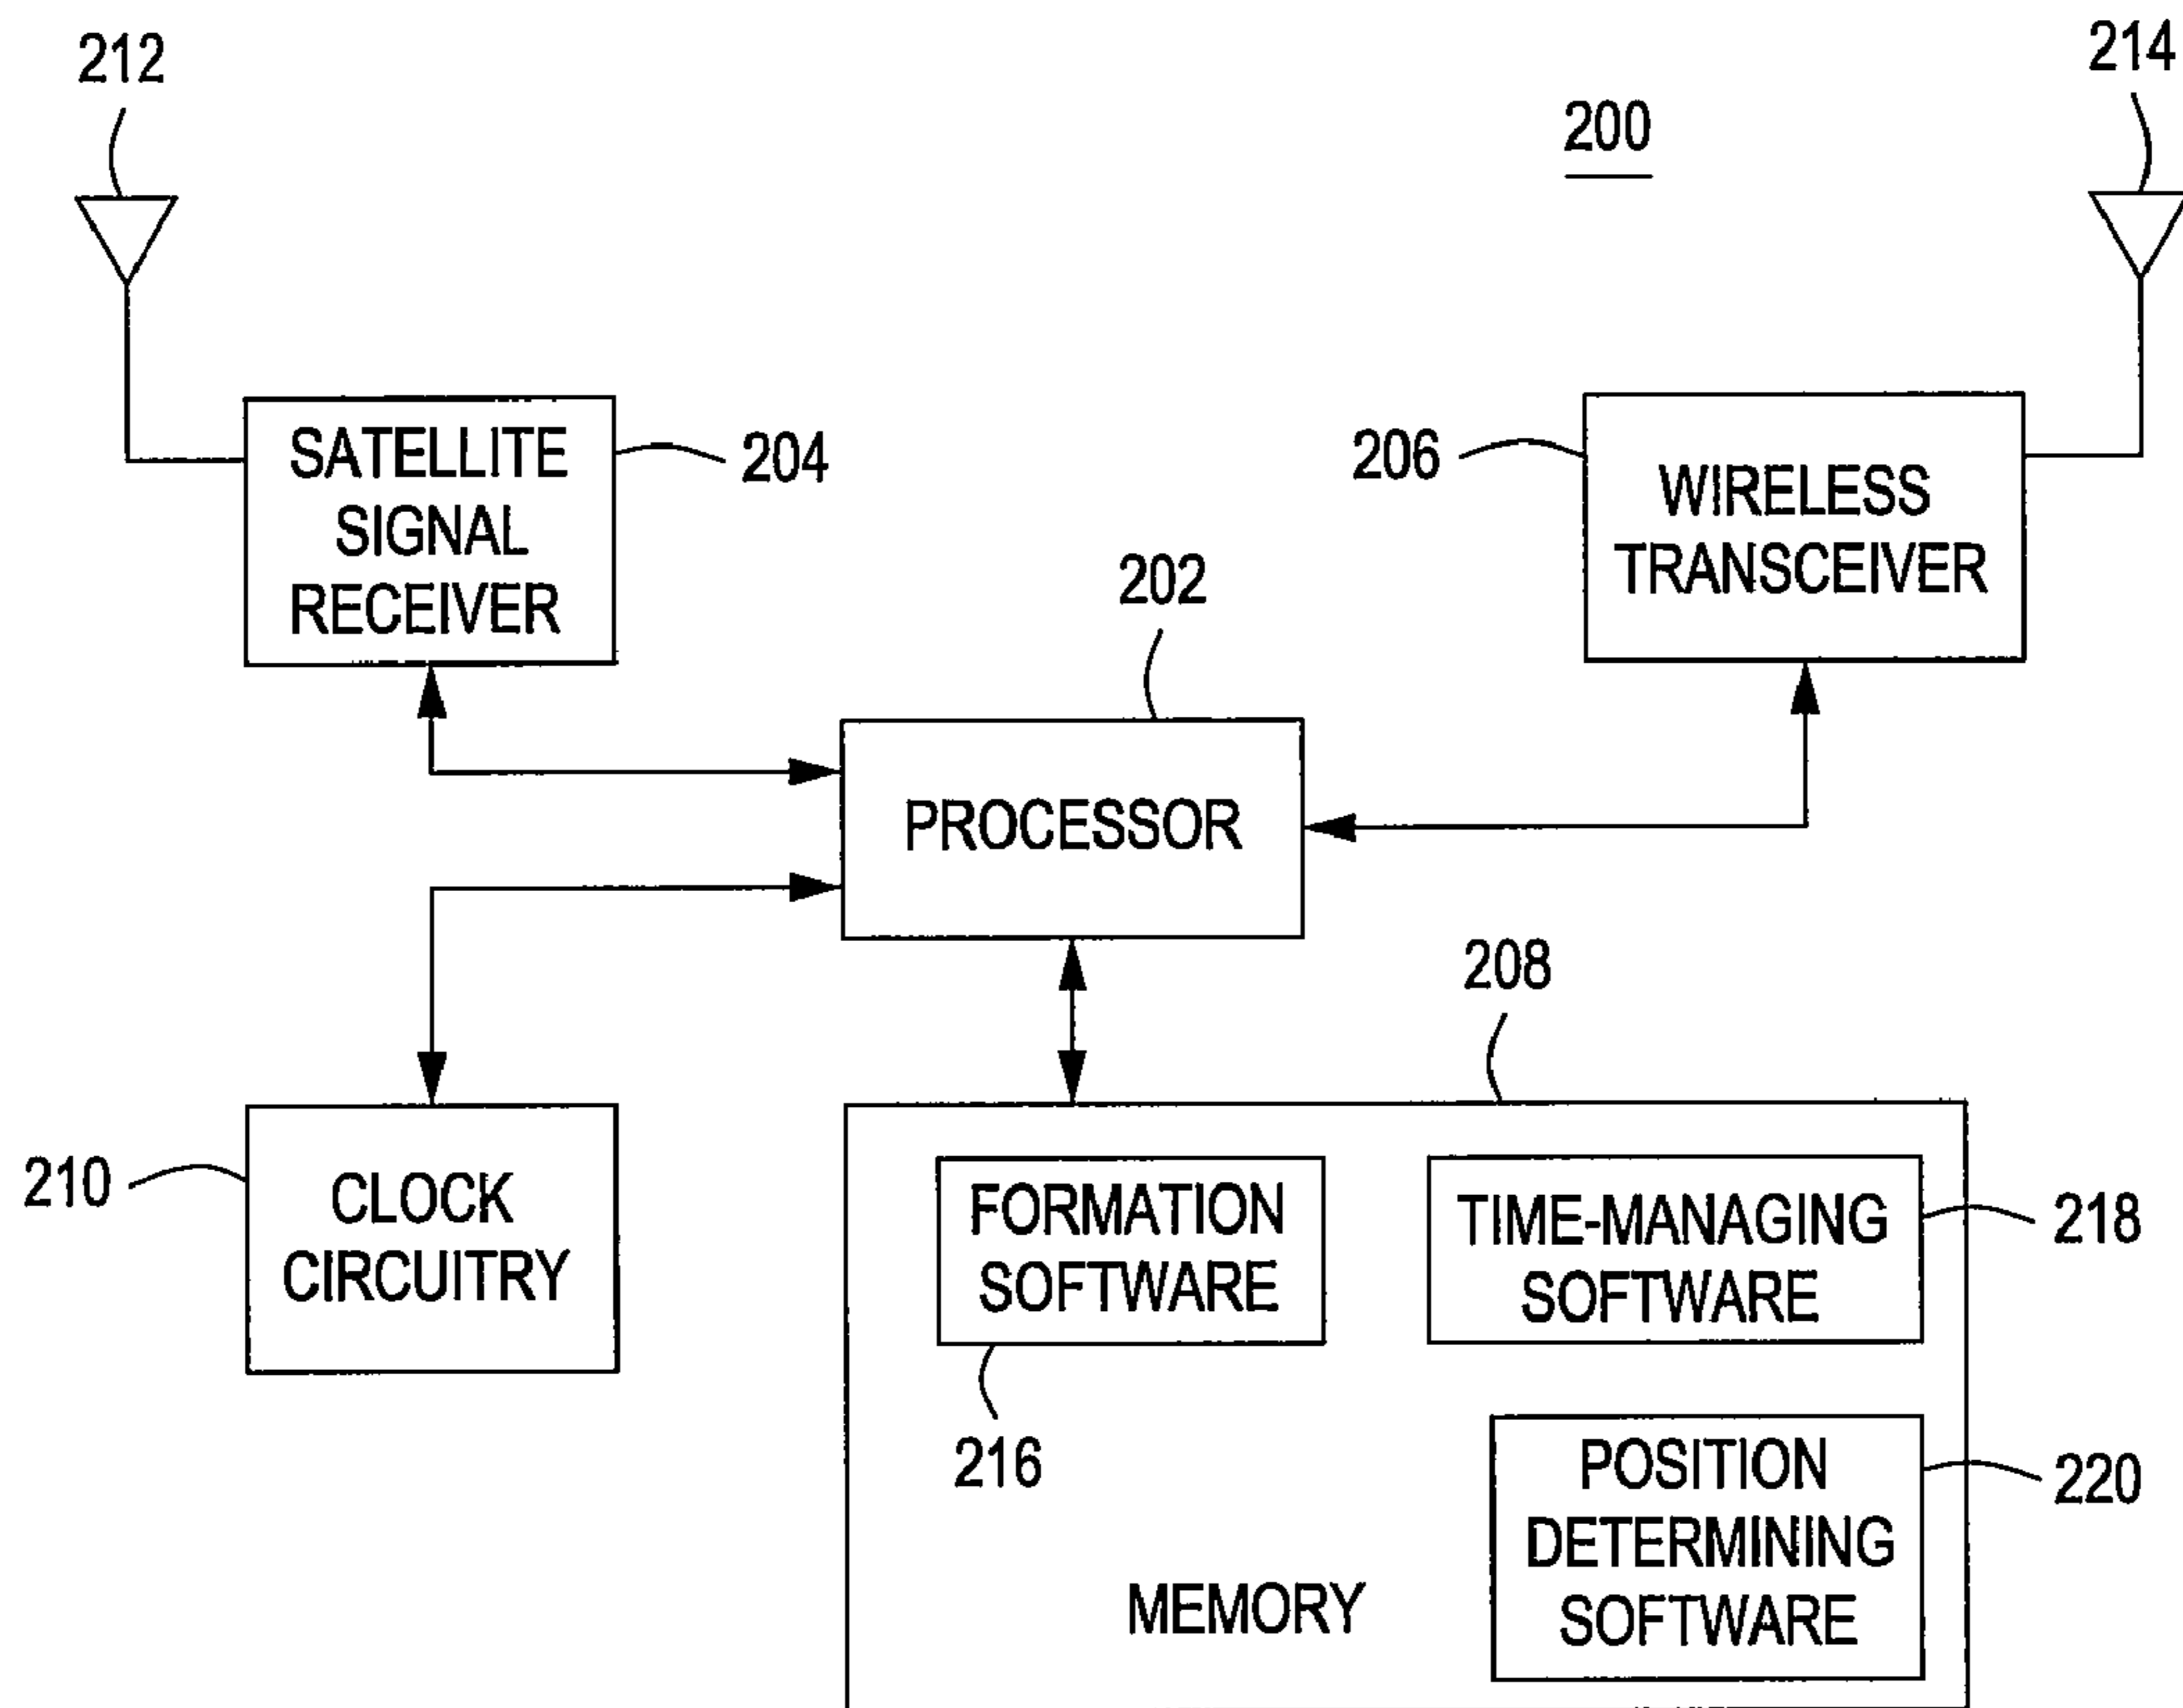 212
214
200
SATELLITE
SIGNAL
RECEIVER
204
206
WIRELESS
TRANSCEIVER
202
PROCESSOR
208
210
CLOCK
CIRCUITRY
FORMATION
SOFTWARE
TIME-MANAGING
SOFTWARE
218
216
POSITION
DETERMINING
SOFTWARE
220
MEMORY